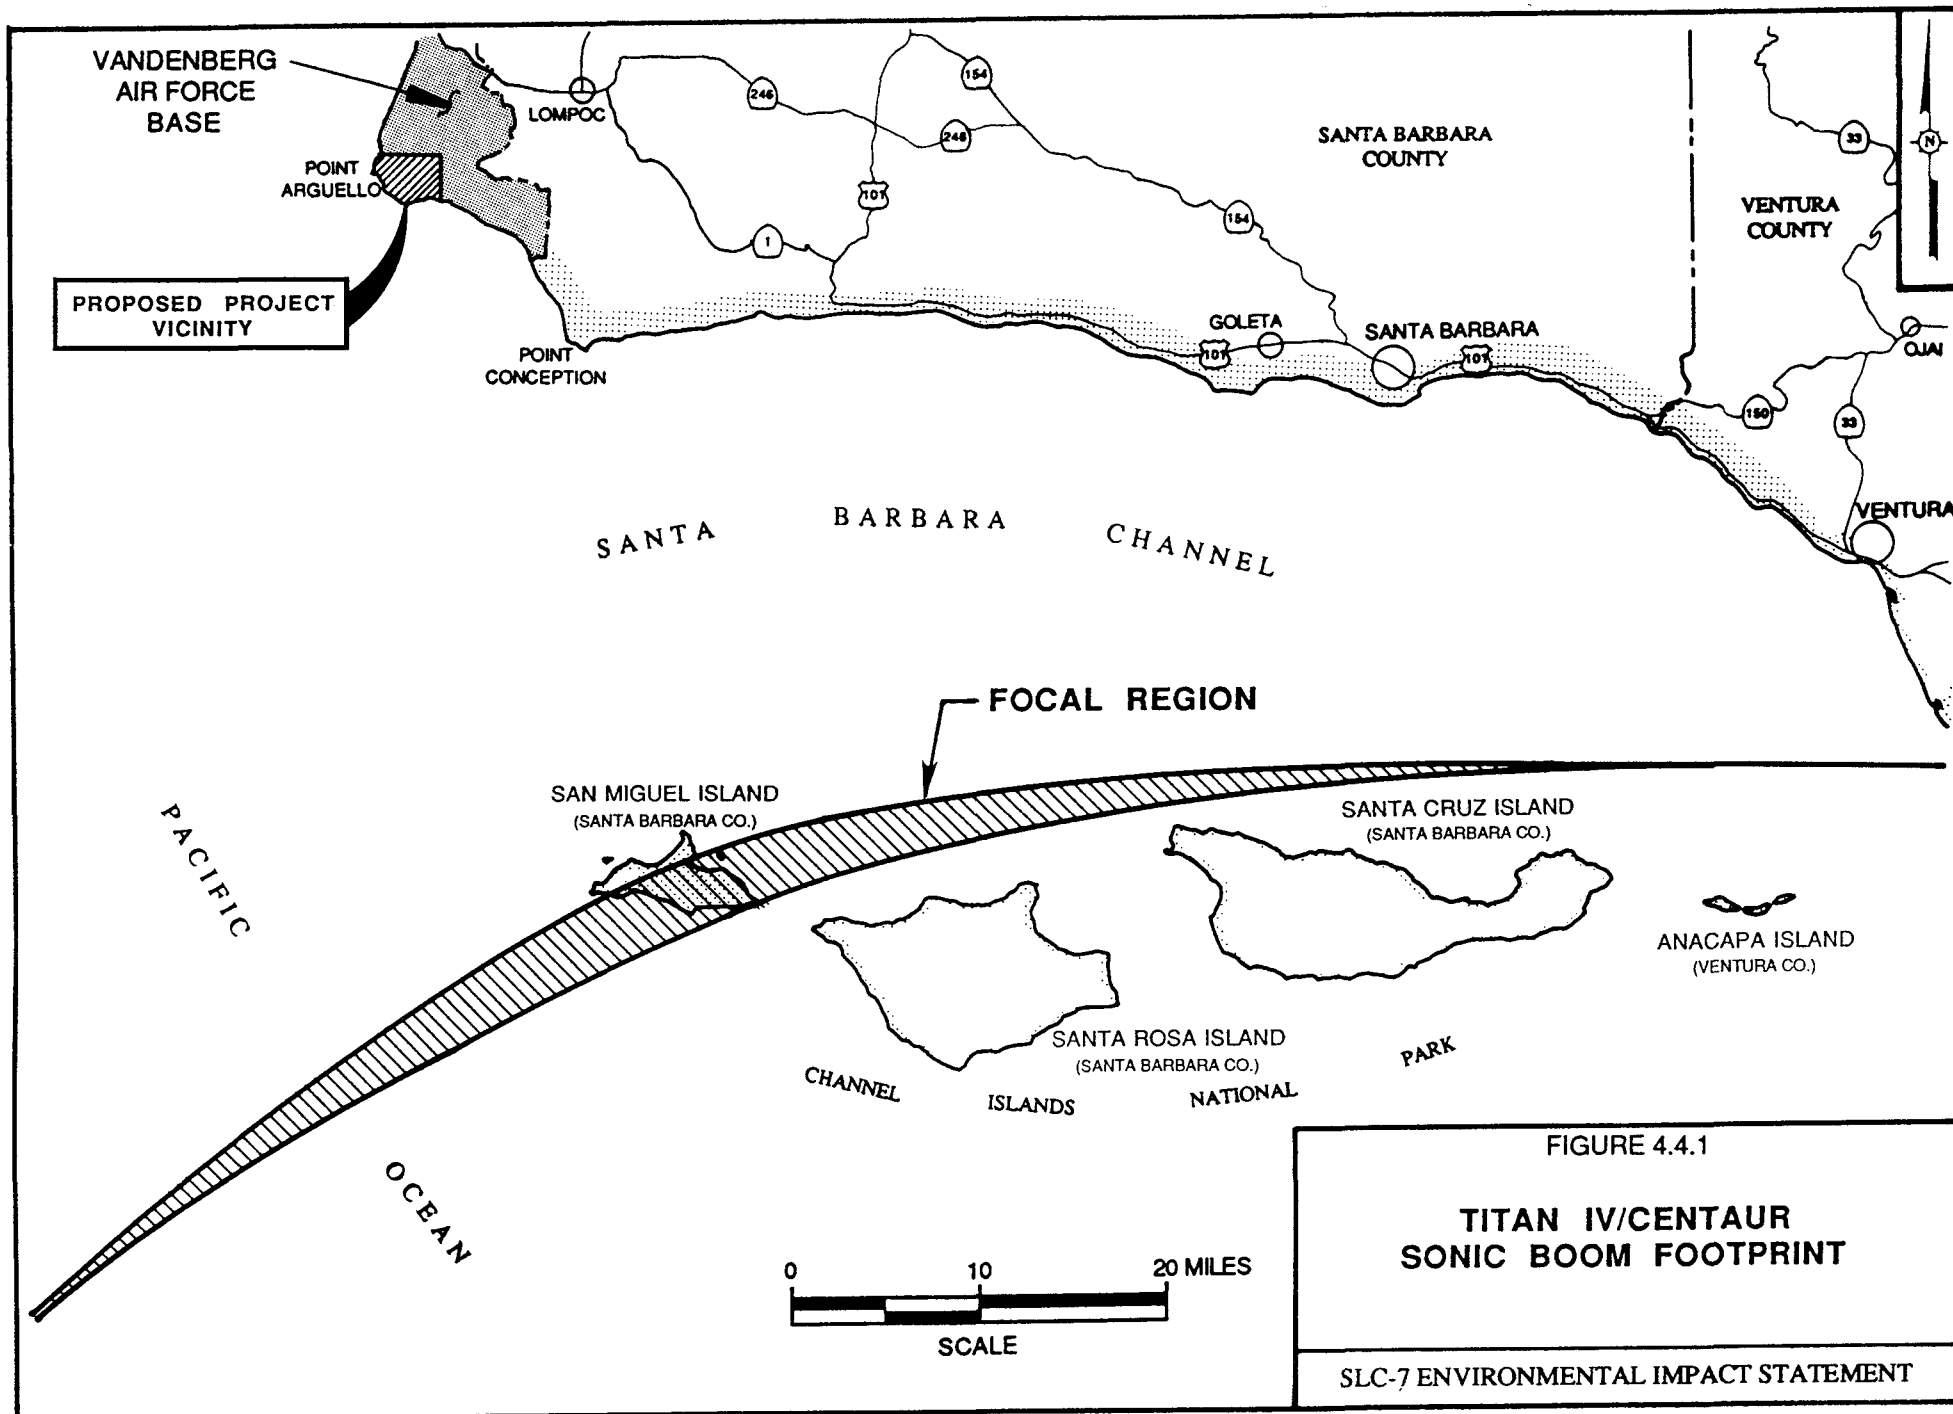 VANDENBERG
AIR FORCE
BASE
LOMPOC
246
154
246
SANTA BARBARA
COUNTY
33
N
POINT
ARGUELLO
101
154
VENTURA
COUNTY
1
PROPOSED PROJECT
VICINITY
POINT
CONCEPTION
GOLETA
101
SANTA BARBARA
101
OJAI
150
33
VENTURA
SANTA BARBARA CHANNEL
FOCAL REGION
SAN MIGUEL ISLAND
(SANTA BARBARA CO.)
SANTA CRUZ ISLAND
(SANTA BARBARA CO.)
PACIFIC
OCEAN
ANACAPA ISLAND
(VENTURA CO.)
SANTA ROSA ISLAND
(SANTA BARBARA CO.)
CHANNEL ISLANDS NATIONAL PARK
0 10 20 MILES
SCALE
FIGURE 4.4.1
TITAN IV/CENTAUR
SONIC BOOM FOOTPRINT
SLC-7 ENVIRONMENTAL IMPACT STATEMENT